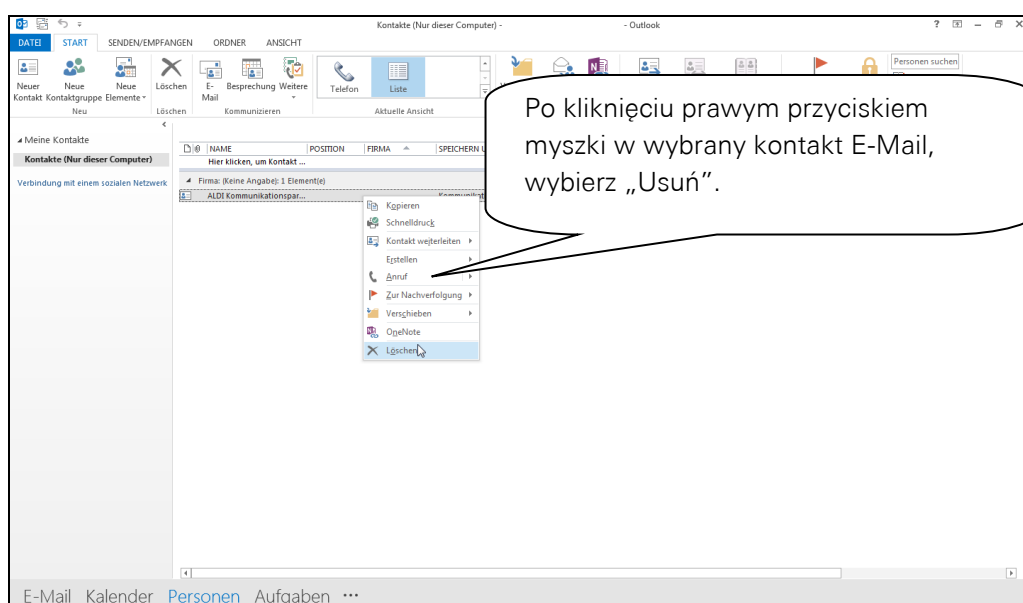 Kontakte (Nur dieser Computer) - - Outlook
DATEI START SENDEN/EMPFANGEN ORDNER ANSICHT
Neuer Kontakt
Neue Kontaktgruppe
Neue Elemente
Löschen
E-Mail
Besprechung
Weitere
Telefon
Liste
Personen suchen
Neu Löschen Kommunizieren Aktuelle Ansicht
Po kliknięciu prawym przyciskiem
myszki w wybrany kontakt E-Mail,
wybierz „Usuń”.
Meine Kontakte
Kontakte (Nur dieser Computer)
Verbindung mit einem sozialen Netzwerk
NAME POSITION FIRMA SPEICHERN
Hier klicken, um Kontakt ...
Firma: (Keine Angabe): 1 Element(e)
ALDI Kommunikationspar...
Kopieren
Schnelldruck
Kontakt weiterleiten
Erstellen
Anruf
Zur Nachverfolgung
Verschieben
OneNote
Löschen
E-Mail Kalender Personen Aufgaben ···